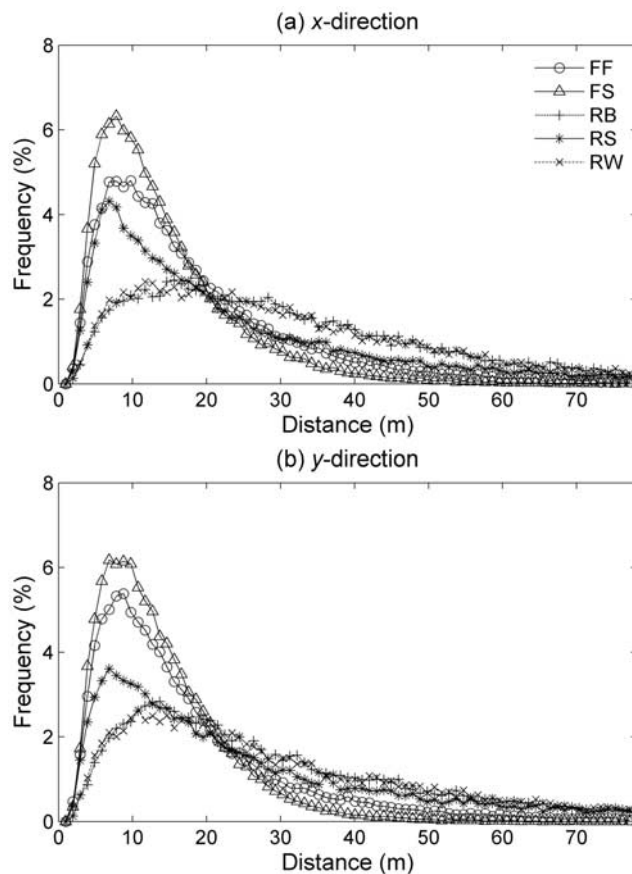 (a) x-direction
8
6
4
2
0
Frequency (%)
FF
FS
RB
RS
RW
0 10 20 30 40 50 60 70
Distance (m)
(b) y-direction
8
6
4
2
0
Frequency (%)
0 10 20 30 40 50 60 70
Distance (m)